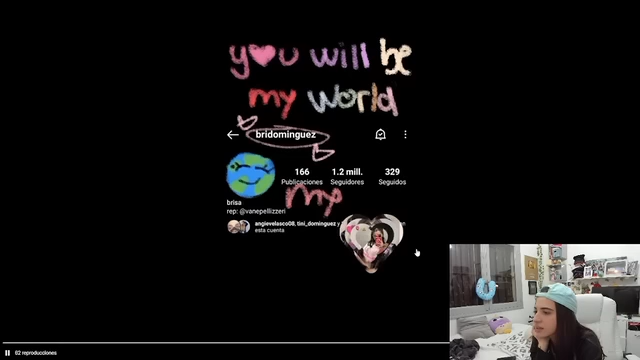 you will be
my world
bridominguez
166 1.2 mill. 329
Publicaciones Seguidores Seguidos
my
brisa
rep: @vanepellizzeri
angievelasco08, tini_dominguez y
esta cuenta
62 reproducciones